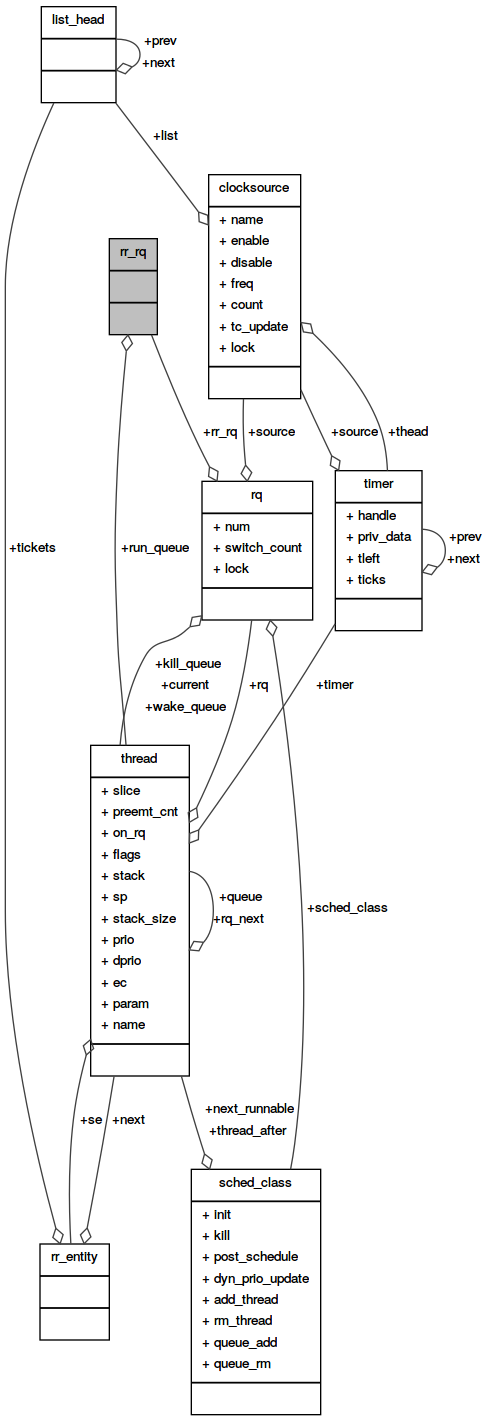 list_head
+prev
+next
+list
clocksource
+ name
+ enable
+ disable
+ freq
+ count
+ tc_update
+ lock
rr_rq
+rr_rq
+source
+source
+thead
rq
+ num
+ switch_count
+ lock
timer
+ handle
+ priv_data
+ tleft
+ ticks
+prev
+next
+tickets
+run_queue
+kill_queue
+current
+wake_queue
+rq
+timer
thread
+ slice
+ preemt_cnt
+ on_rq
+ flags
+ stack
+ sp
+ stack_size
+ prio
+ dprio
+ ec
+ param
+ name
+queue
+rq_next
+sched_class
+se
+next
+next_runnable
+thread_after
sched_class
+ init
+ kill
+ post_schedule
+ dyn_prio_update
+ add_thread
+ rm_thread
+ queue_add
+ queue_rm
rr_entity